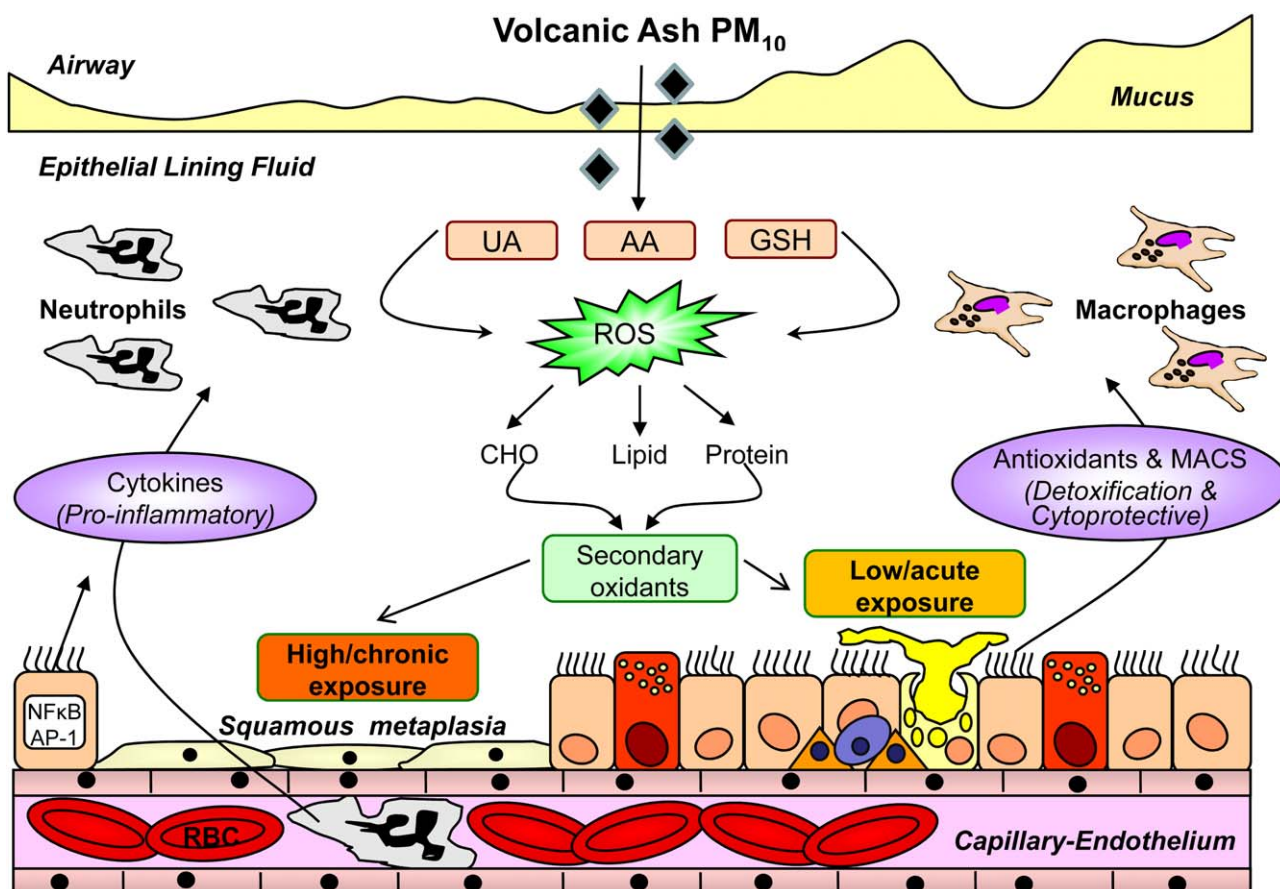 Volcanic Ash PM₁₀
Airway
Mucus
Epithelial Lining Fluid
UA
AA
GSH
Neutrophils
ROS
Macrophages
CHO
Lipid
Protein
Cytokines
(Pro-inflammatory)
Antioxidants & MACS
(Detoxification &
Cytoprotective)
Secondary
oxidants
Low/acute
exposure
High/chronic
exposure
NFκB
AP-1
Squamous metaplasia
RBC
Capillary-Endothelium